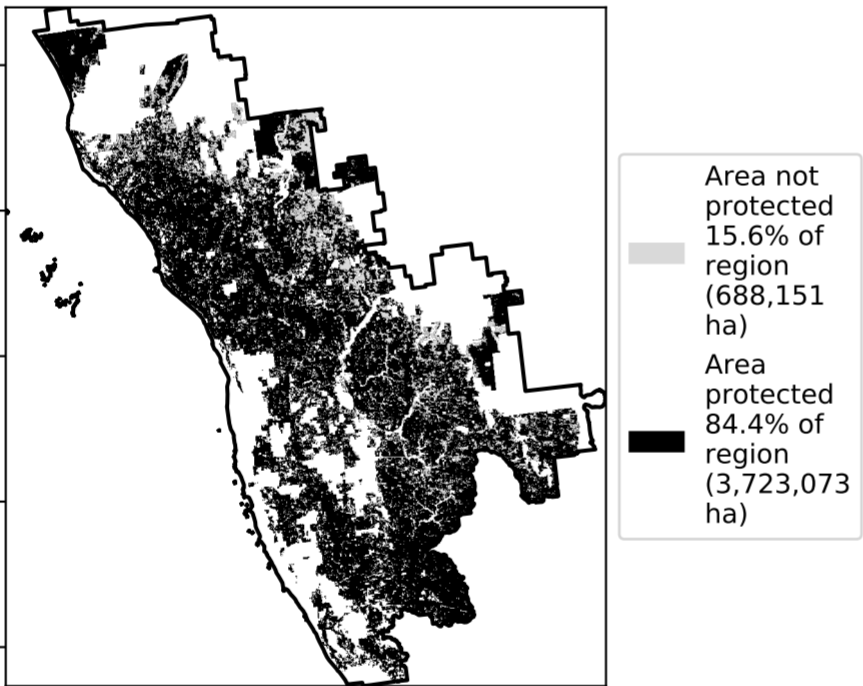 Area not
protected
15.6% of
region
(688,151
ha)
Area
protected
84.4% of
region
(3,723,073
ha)